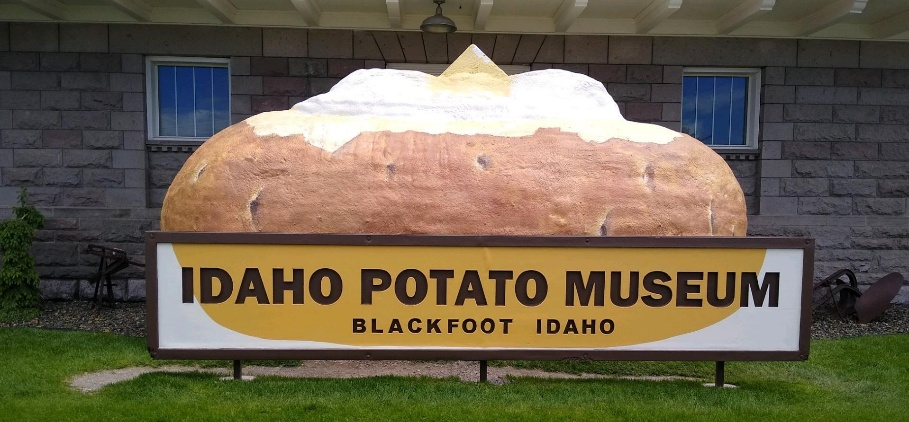 IDAHO POTATO MUSEUM
BLACKFOOT IDAHO